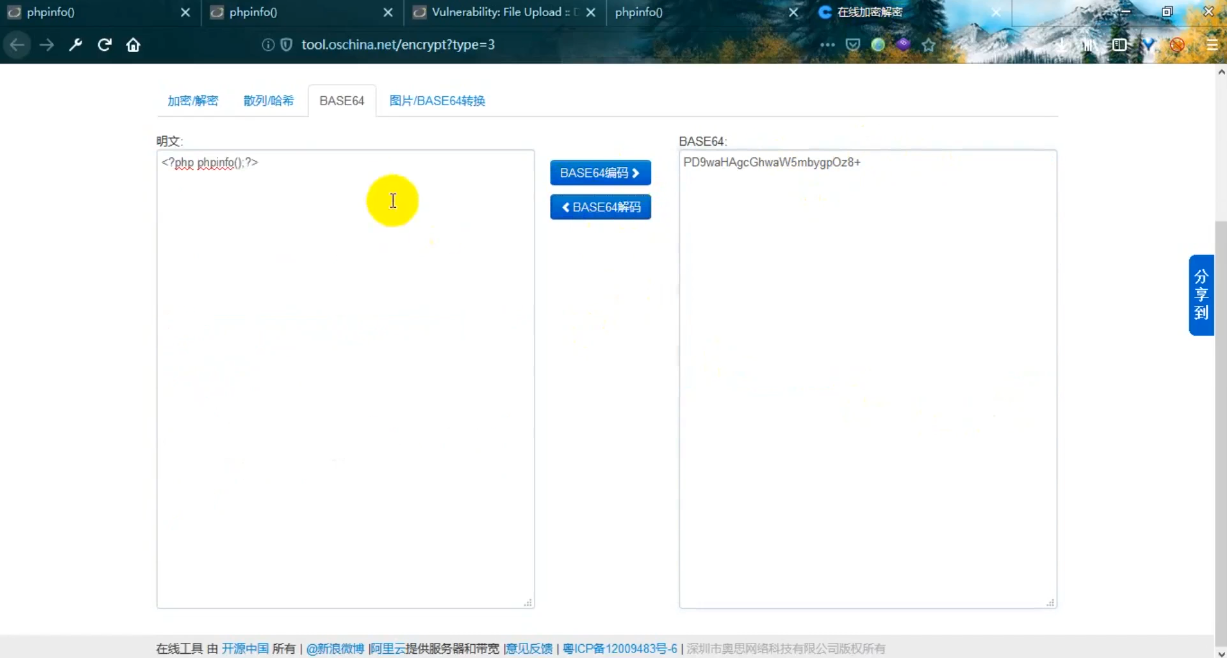 phpinfo() phpinfo() Vulnerability: File Upload :: D phpinfo() 在线加密解密
tool.oschina.net/encrypt?type=3
加密/解密 散列/哈希 BASE64 图片/BASE64转换
明文: BASE64:
<?php phpinfo();?> BASE64编码 PD9waHAgcGhwaW5mbygpOz8+
BASE64解码
分享到
在线工具 由 开源中国 所有 | @新浪微博 |阿里云提供服务器和带宽 |意见反馈 | 粤ICP备12009483号-6 | 深圳市奥思网络科技有限公司版权所有